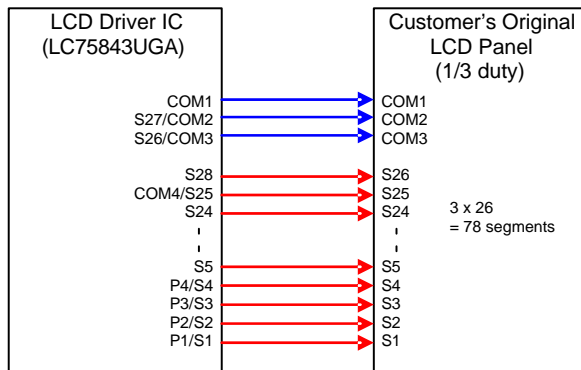 LCD Driver IC
(LC75843UGA)
Customer's Original
LCD Panel
(1/3 duty)
COM1
COM1
S27/COM2
COM2
S26/COM3
COM3
S28
S26
COM4/S25
S25
S24
S24
3 x 26
= 78 segments
S5
S5
P4/S4
S4
P3/S3
S3
P2/S2
S2
P1/S1
S1